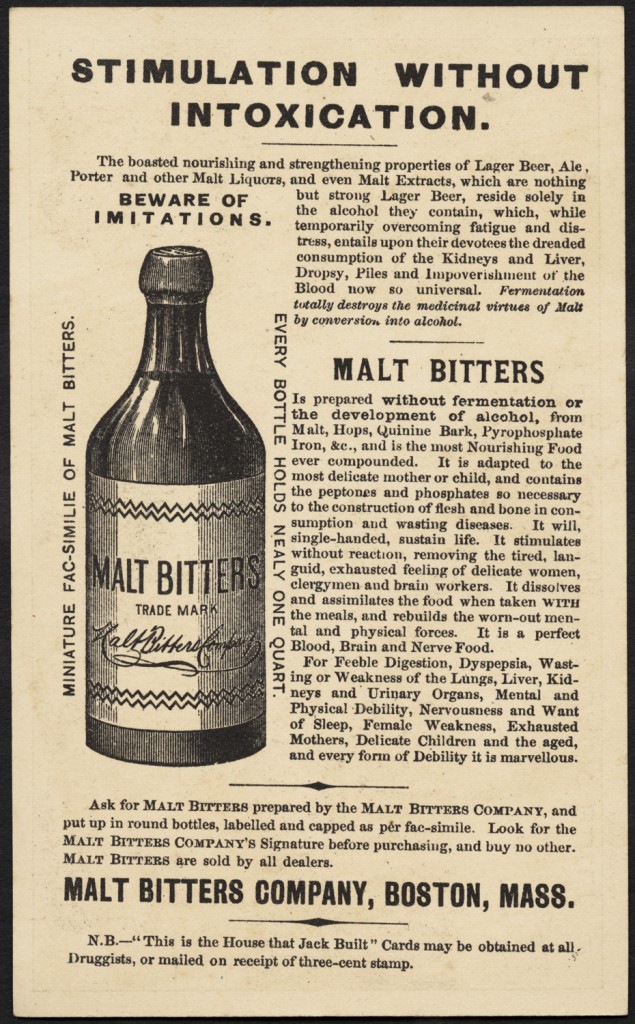 STIMULATION WITHOUT
INTOXICATION.
The boasted nourishing and strengthening properties of Lager Beer, Ale,
Porter and other Malt Liquors, and even Malt Extracts, which are nothing
but strong Lager Beer, reside solely in
the alcohol they contain, which, while
temporarily overcoming fatigue and dis-
tress, entails upon their devotees the dreaded
consumption of the Kidneys and Liver,
Dropsy, Piles and Impoverishment of the
Blood now so universal. Fermentation
totally destroys the medicinal virtues of Malt
by conversion into alcohol.
BEWARE OF
IMITATIONS.
MINIATURE FAC-SIMILIE OF MALT BITTERS.
MALT BITTERS
TRADE MARK
Malt Bitters Company
EVERY BOTTLE HOLDS NEALY ONE QUART.
MALT BITTERS
Is prepared without fermentation or
the development of alcohol, from
Malt, Hops, Quinine Bark, Pyrophosphate
Iron, &c., and is the most Nourishing Food
ever compounded. It is adapted to the
most delicate mother or child, and contains
the peptones and phosphates so necessary
to the construction of flesh and bone in con-
sumption and wasting diseases. It will,
single-handed, sustain life. It stimulates
without reaction, removing the tired, lan-
guid, exhausted feeling of delicate women,
clergymen and brain workers. It dissolves
and assimilates the food when taken WITH
the meals, and rebuilds the worn-out men-
tal and physical forces. It is a perfect
Blood, Brain and Nerve Food.
For Feeble Digestion, Dyspepsia, Wast-
ing or Weakness of the Lungs, Liver, Kid-
neys and Urinary Organs, Mental and
Physical Debility, Nervousness and Want
of Sleep, Female Weakness, Exhausted
Mothers, Delicate Children and the aged,
and every form of Debility it is marvellous.
Ask for MALT BITTERS prepared by the MALT BITTERS COMPANY, and
put up in round bottles, labelled and capped as per fac-simile. Look for the
MALT BITTERS COMPANY'S Signature before purchasing, and buy no other.
MALT BITTERS are sold by all dealers.
MALT BITTERS COMPANY, BOSTON, MASS.
N.B.—"This is the House that Jack Built" Cards may be obtained at all
Druggists, or mailed on receipt of three-cent stamp.